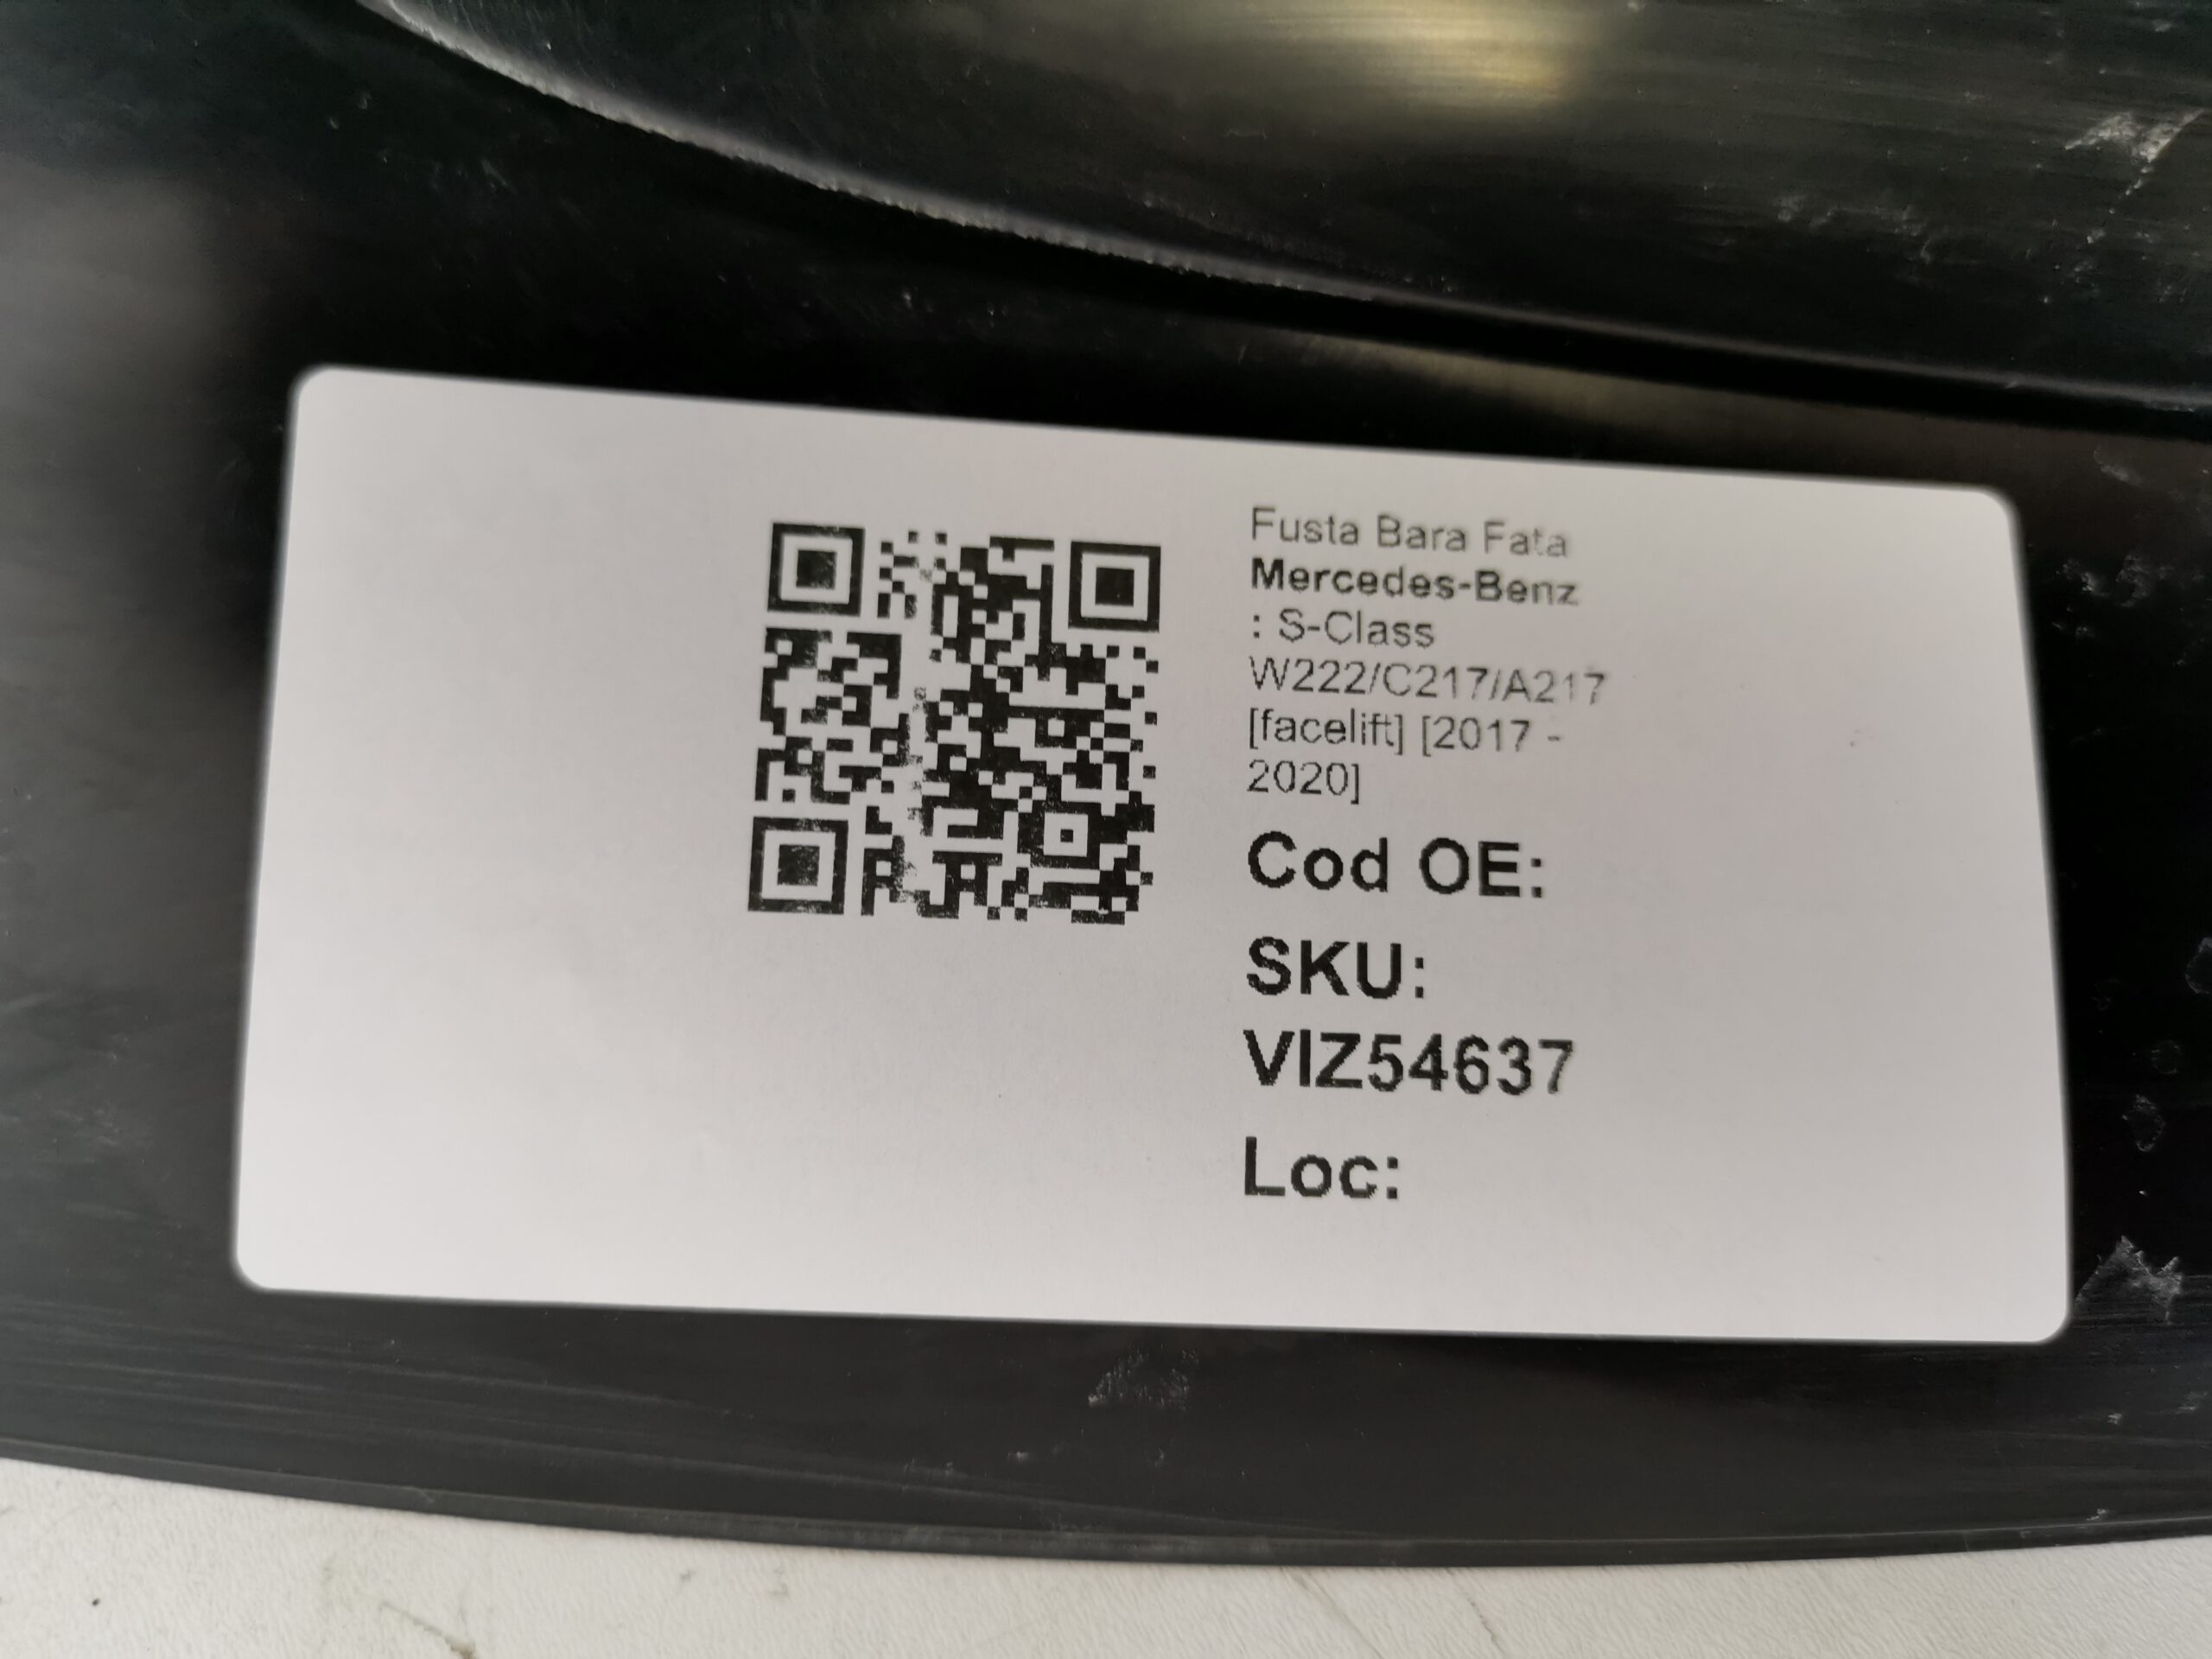 Fusta Bara Fata
Mercedes-Benz
: S-Class
W222/C217/A217
[facelift] [2017 -
2020]
Cod OE:
SKU:
VIZ54637
Loc: